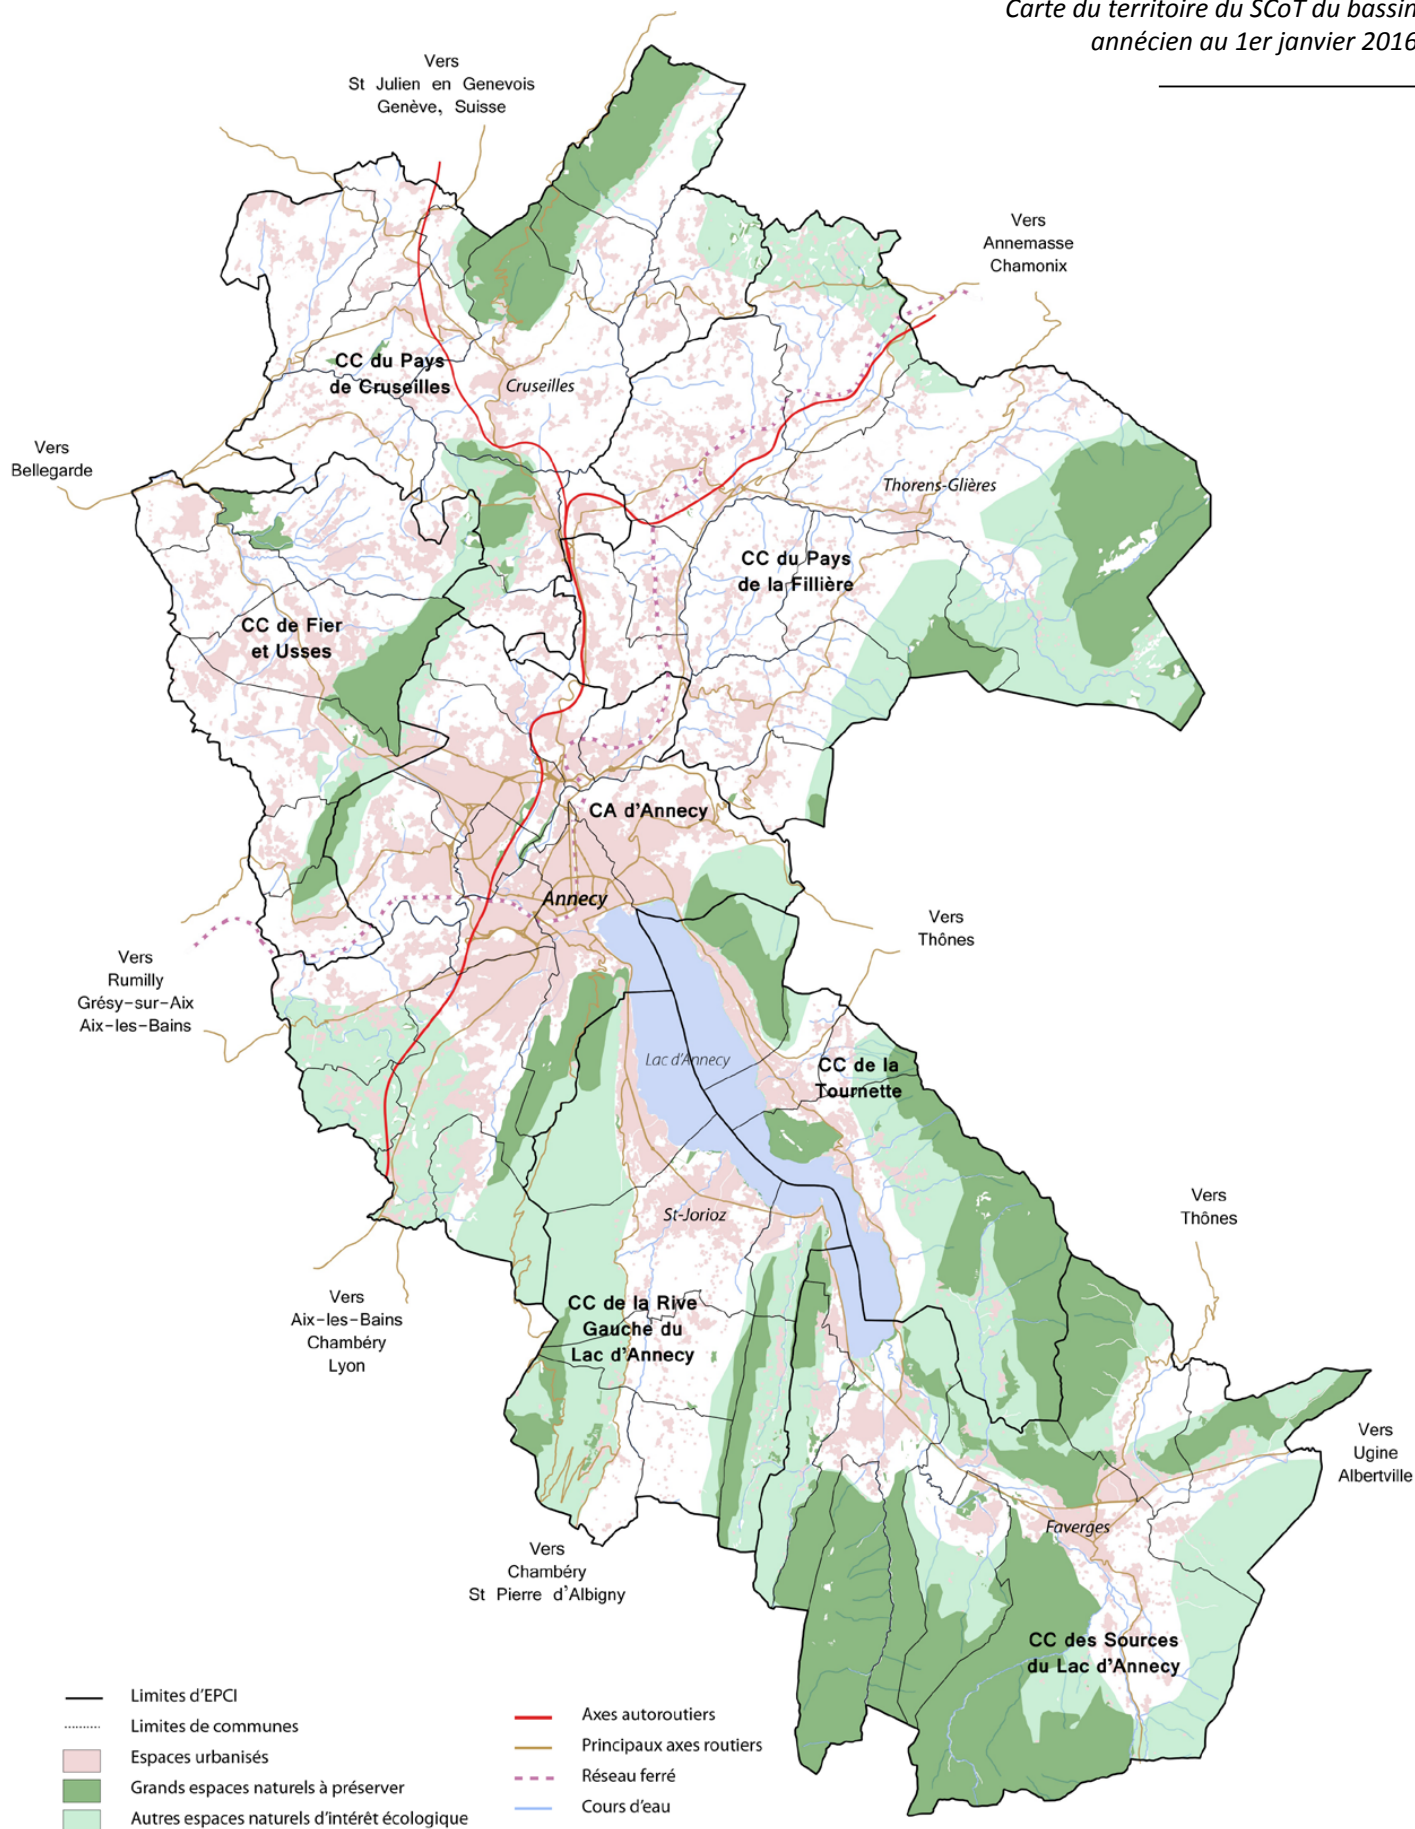 Carte du territoire du SCoT du bassin
annécien au 1er janvier 2016
Vers
St Julien en Genevois
Genève, Suisse
Vers
Annemasse
Chamonix
CC du Pays
de Cruseilles
Cruseilles
Vers
Bellegarde
Thorens-Glières
CC du Pays
de la Fillière
CC de Fier
et Usses
CA d'Annecy
Annecy
Vers
Thônes
Vers
Rumilly
Grésy-sur-Aix
Aix-les-Bains
Lac d'Annecy
CC de la
Tournette
St-Jorioz
Vers
Thônes
Vers
Aix-les-Bains
Chambéry
Lyon
CC de la Rive
Gauche du
Lac d'Annecy
Vers
Ugine
Albertville
Faverges
Vers
Chambéry
St Pierre d'Albigny
CC des Sources
du Lac d'Annecy
Limites d'EPCI
Limites de communes
Espaces urbanisés
Grands espaces naturels à préserver
Autres espaces naturels d'intérêt écologique
Axes autoroutiers
Principaux axes routiers
Réseau ferré
Cours d'eau